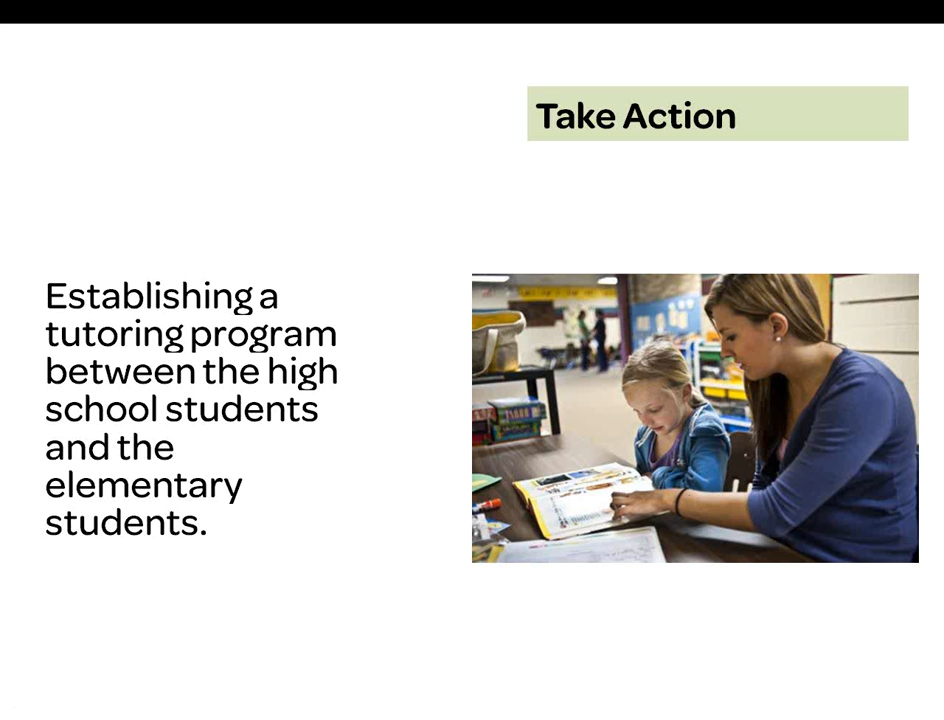 Take Action
Establishing a
tutoring program
between the high
school students
and the
elementary
students.